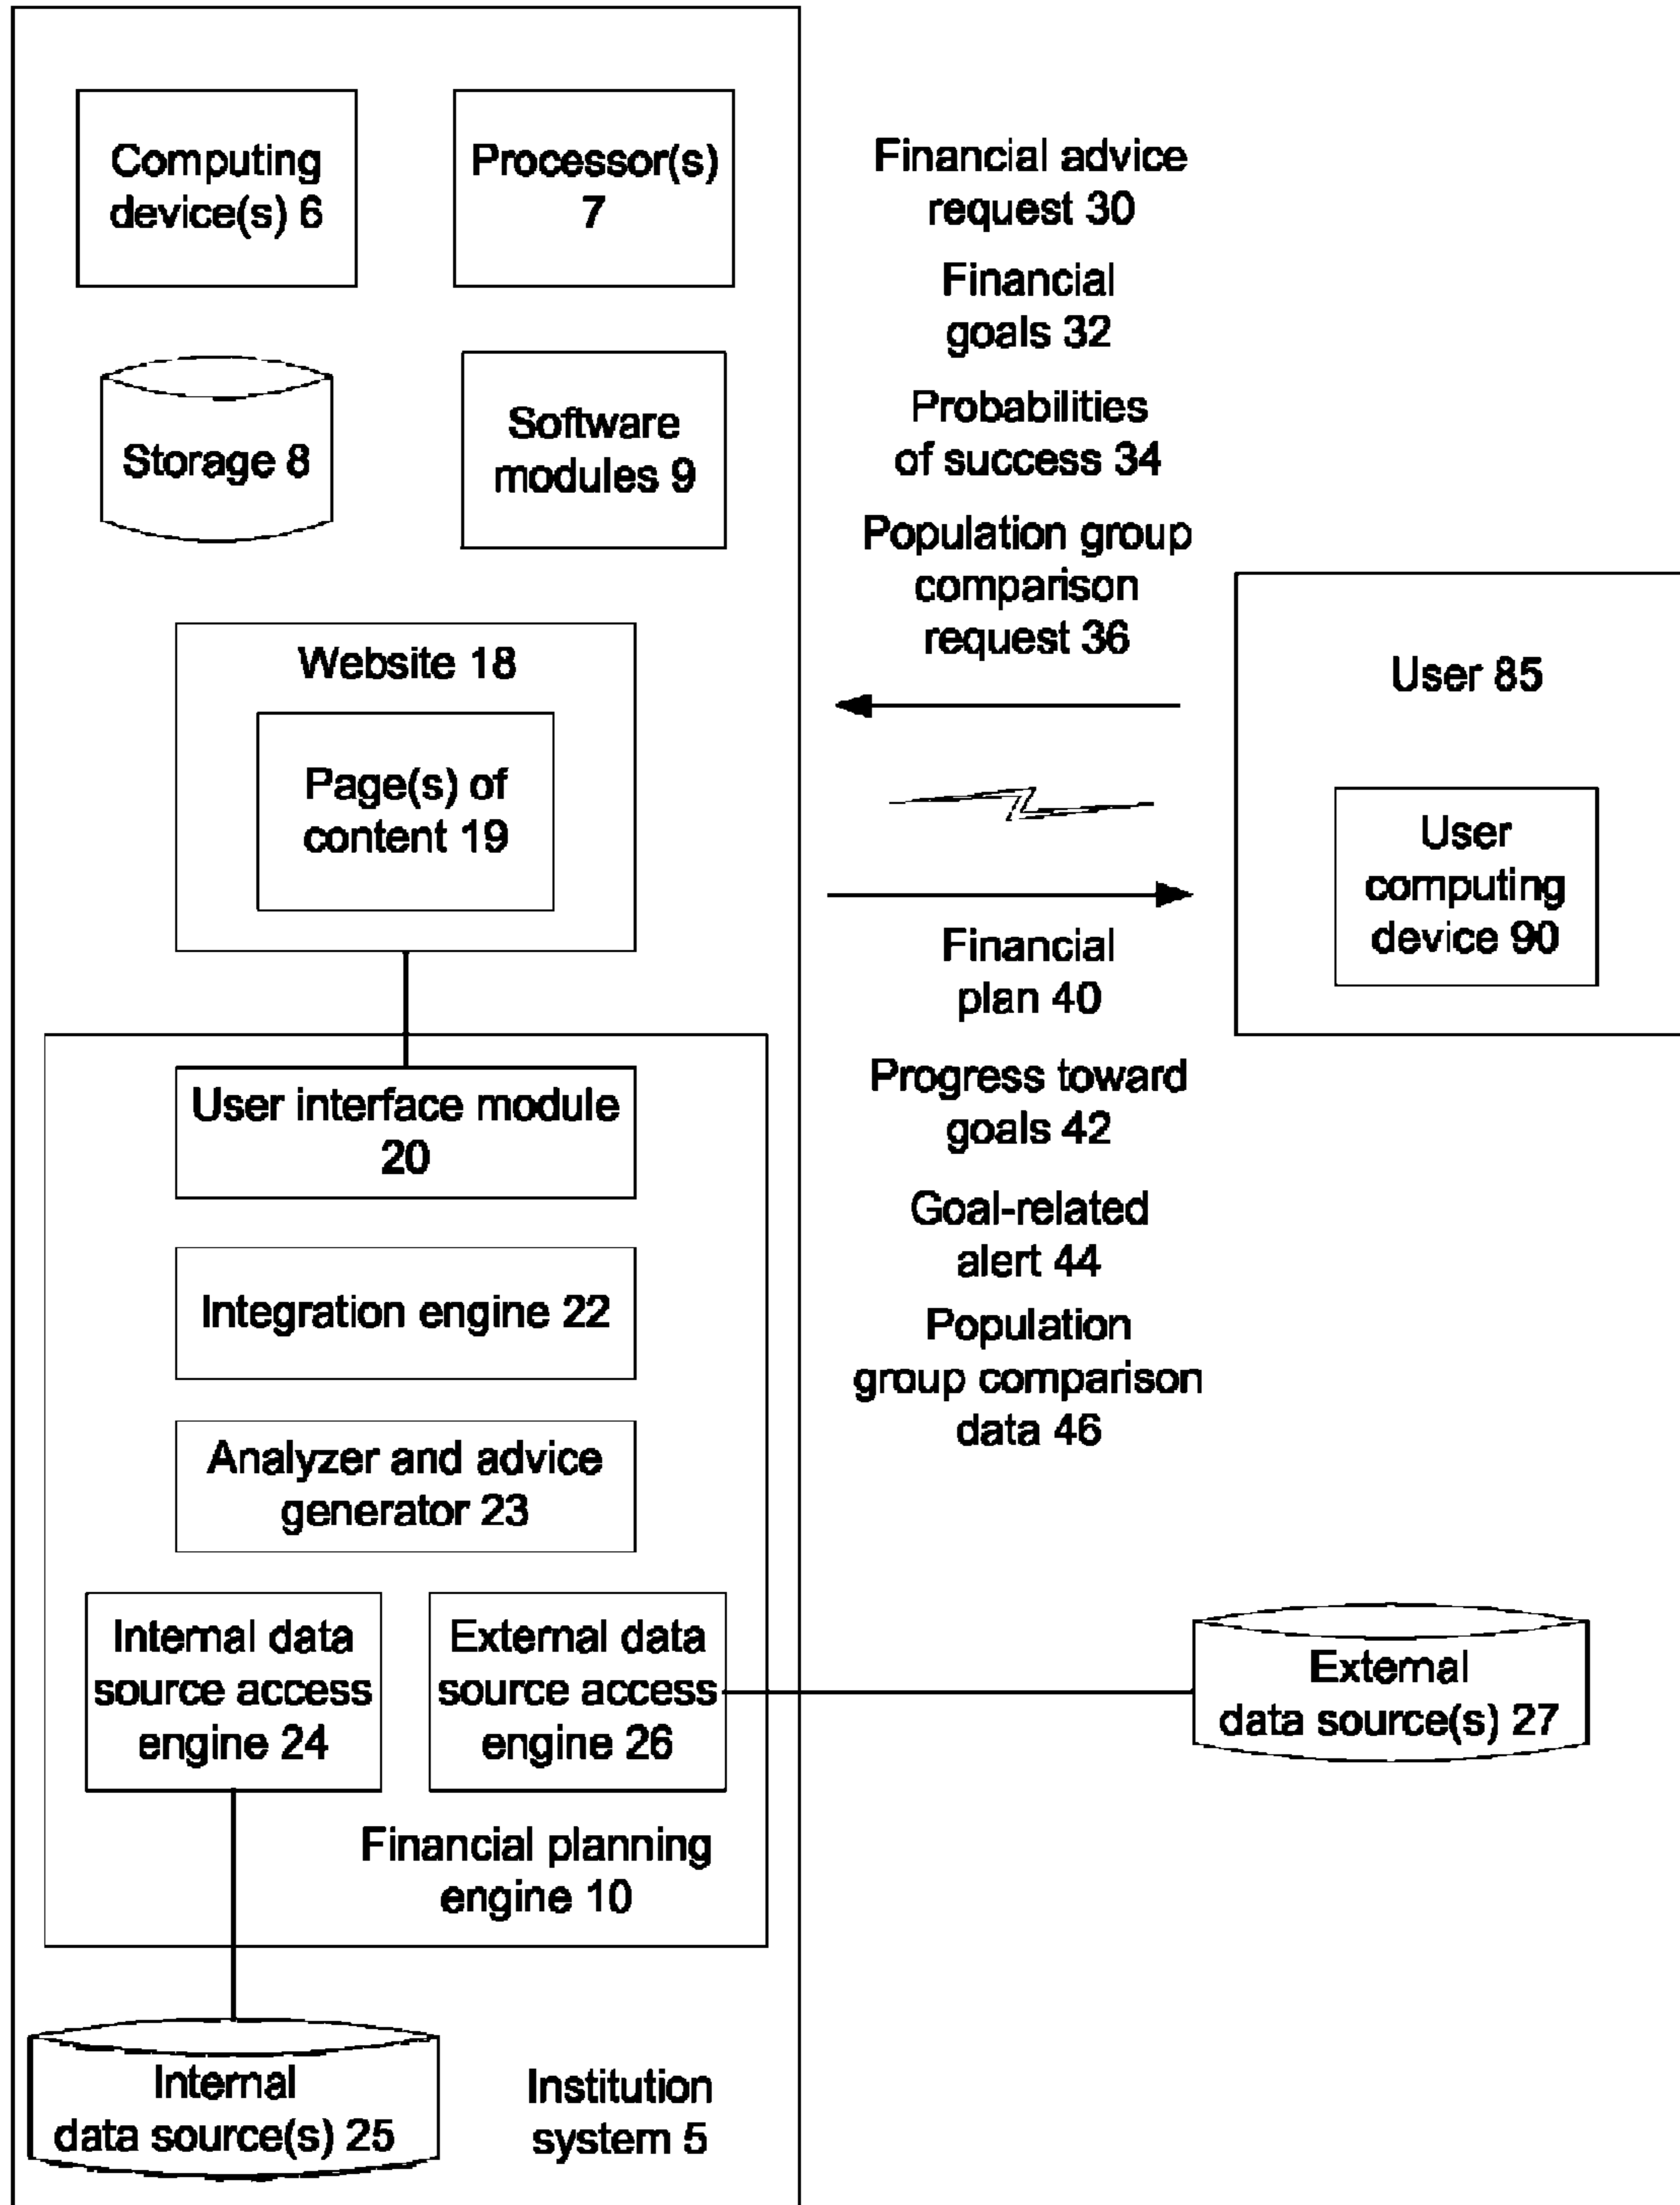 Computing
device(s) 6
Processor(s)
7
Storage 8
Software
modules 9
Website 18
Page(s) of
content 19
User interface module
20
Integration engine 22
Analyzer and advice
generator 23
Internal data
source access
engine 24
External data
source access
engine 26
Financial planning
engine 10
Internal
data source(s) 25
Institution
system 5
Financial advice
request 30
Financial
goals 32
Probabilities
of success 34
Population group
comparison
request 36
Financial
plan 40
Progress toward
goals 42
Goal-related
alert 44
Population
group comparison
data 46
User 85
User
computing
device 90
External
data source(s) 27